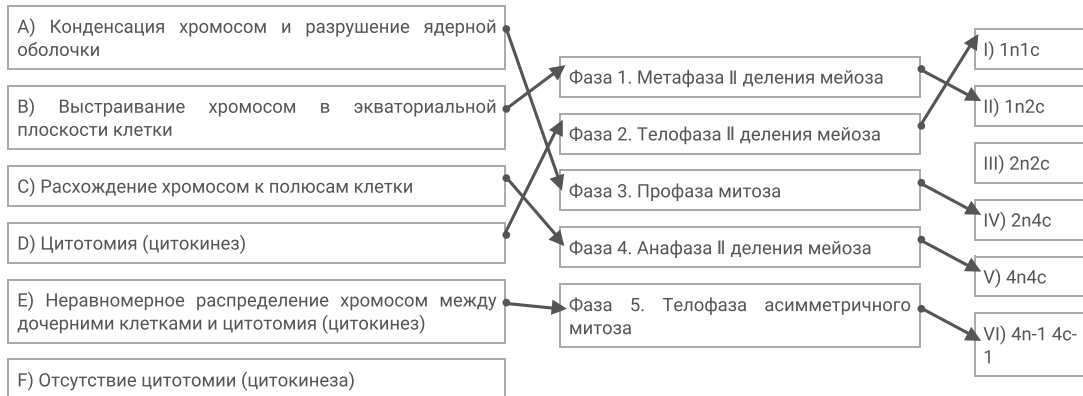 A) Конденсация хромосом и разрушение ядерной
оболочки
B) Выстраивание хромосом в экваториальной
плоскости клетки
C) Расхождение хромосом к полюсам клетки
D) Цитотомия (цитокинез)
E) Неравномерное распределение хромосом между
дочерними клетками и цитотомия (цитокинез)
F) Отсутствие цитотомии (цитокинеза)
Фаза 1. Метафаза II деления мейоза
Фаза 2. Телофаза II деления мейоза
Фаза 3. Профаза митоза
Фаза 4. Анафаза II деления мейоза
Фаза 5. Телофаза асимметричного
митоза
I) 1n1c
II) 1n2c
III) 2n2c
IV) 2n4c
V) 4n4c
VI) 4n-1 4c-
1